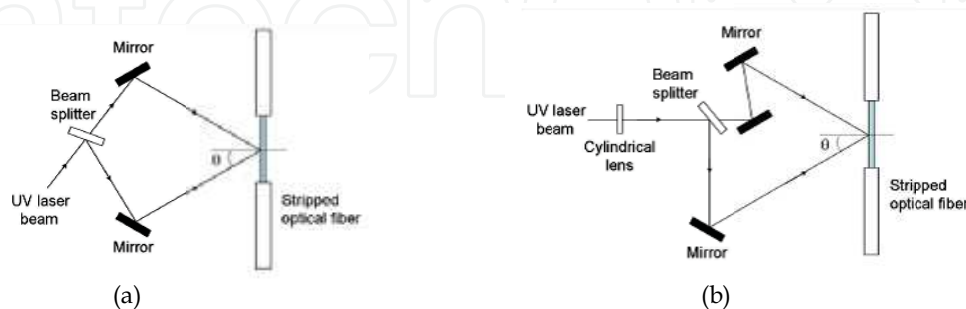 Mirror
Beam
splitter
UV laser
beam
θ
Stripped
optical fiber
Mirror
(a)
Mirror
Beam
splitter
UV laser
beam
Cylindrical
lens
θ
Stripped
optical fiber
Mirror
(b)